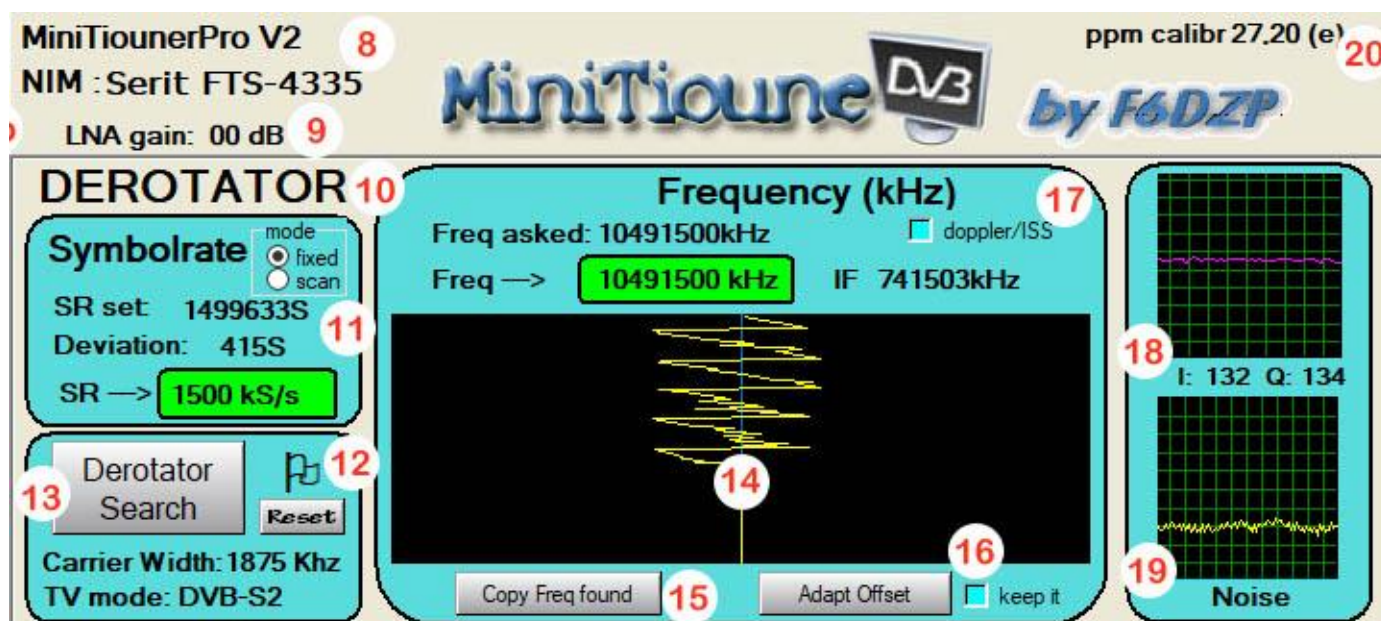 MiniTiounerPro V2
8
NIM : Serit FTS-4335
LNA gain: 00 dB
9
MiniTioune
DVB
by F6DZP
ppm calibr 27.20 (e)
20
DEROTATOR
10
Symbolrate
mode
fixed
scan
SR set: 1499633S
Deviation: 415S
11
SR —> 1500 kS/s
Derotator
Search
13
12
Reset
Carrier Width: 1875 Khz
TV mode: DVB-S2
Frequency (kHz)
17
Freq asked: 10491500kHz
doppler/ISS
Freq —> 10491500 kHz IF 741503kHz
14
Copy Freq found
15
Adapt Offset
16
keep it
18
I: 132 Q: 134
19
Noise